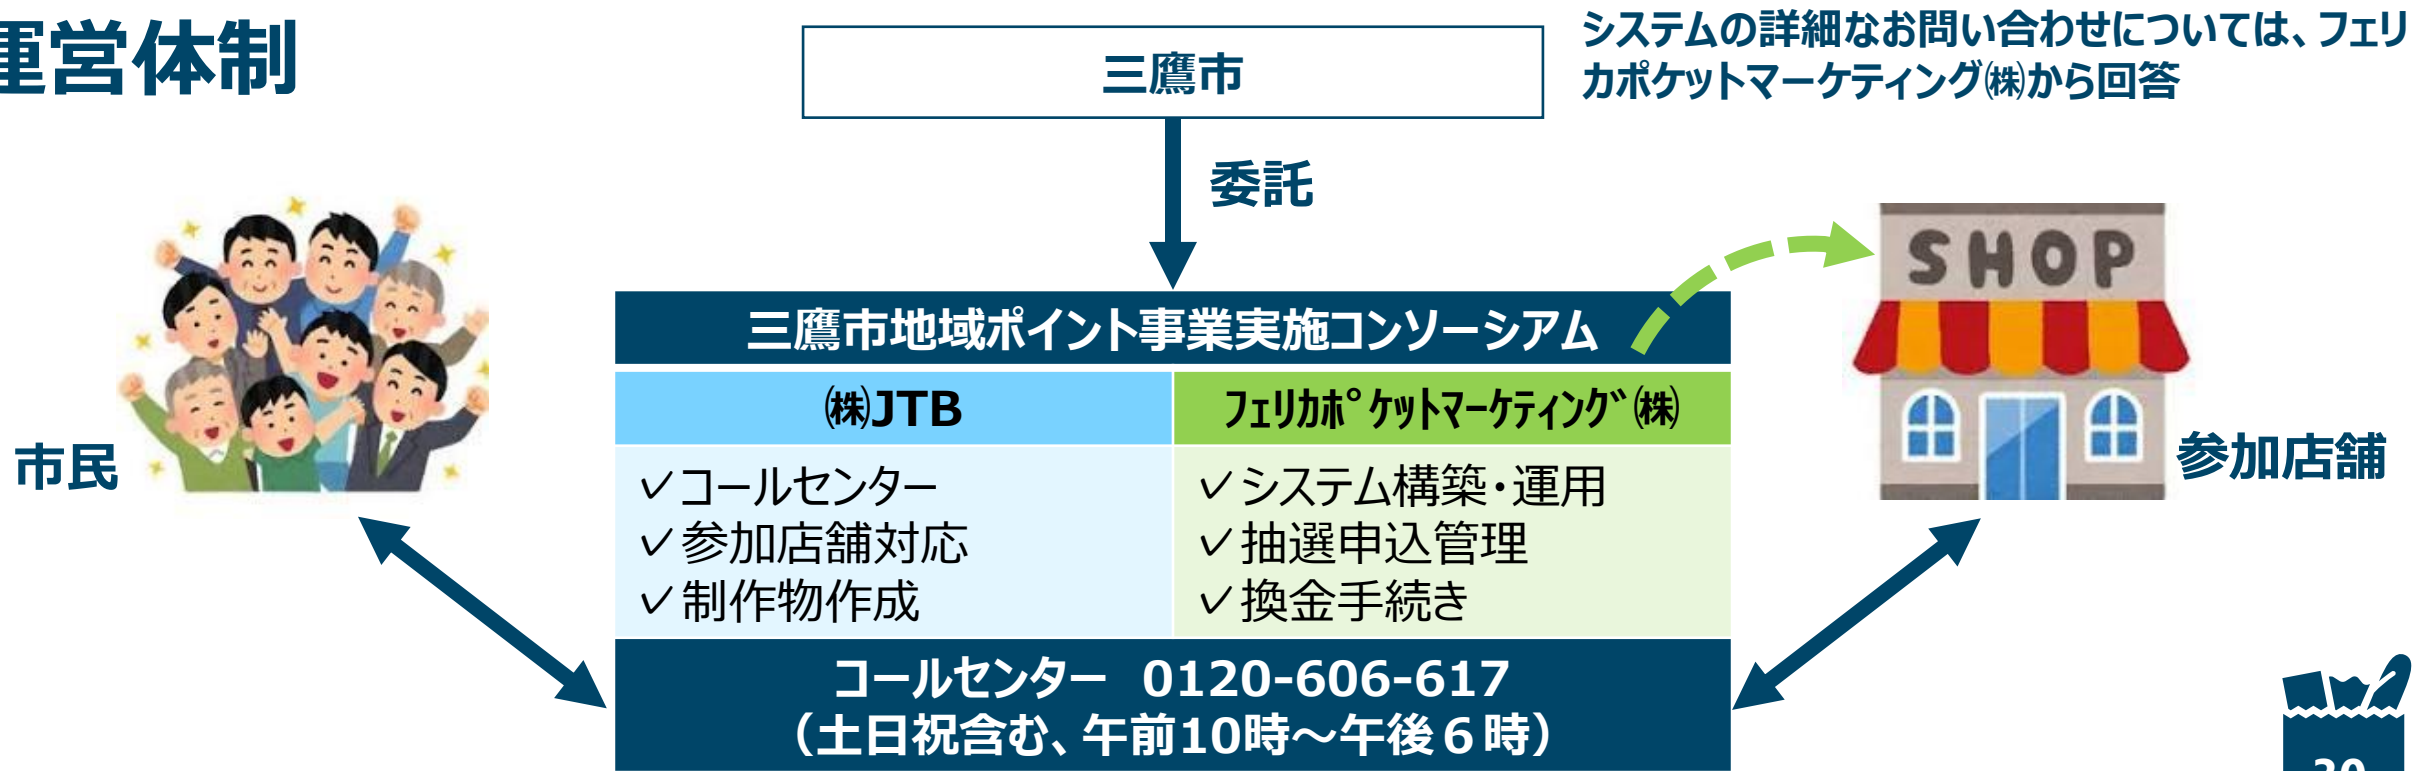 運営体制
三鷹市
システムの詳細なお問い合わせについては、フェリ
カポケットマーケティング㈱から回答
委託
SHOP
三鷹市地域ポイント事業実施コンソーシアム
㈱JTB
ﾌｪﾘｶﾎﾟｹｯﾄﾏｰｹﾃｨﾝｸﾞ㈱
市民
参加店舗
✓コールセンター
✓参加店舗対応
✓制作物作成
✓システム構築・運用
✓抽選申込管理
✓換金手続き
コールセンター 0120-606-617
（土日祝含む、午前10時～午後６時）